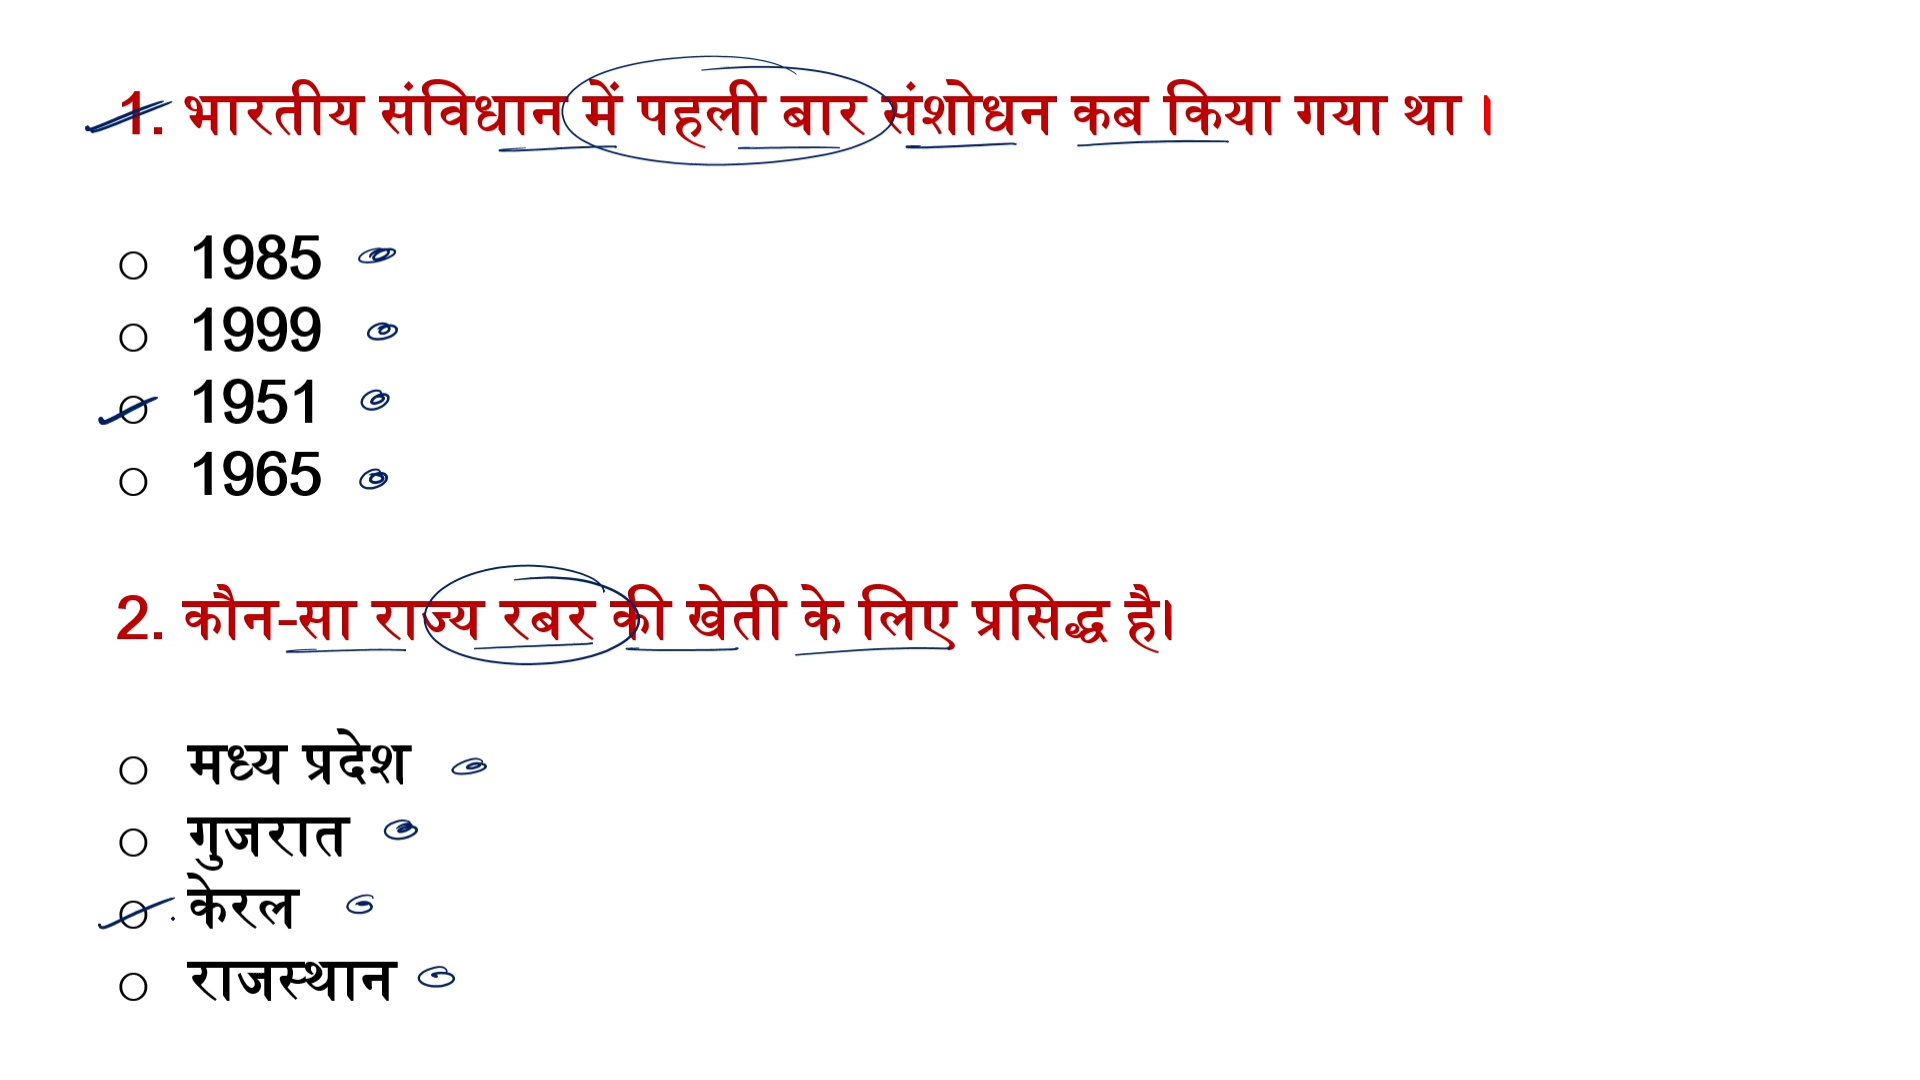 1. भारतीय संविधान में पहली बार संशोधन कब किया गया था ।
1985
1999
1951
1965
2. कौन-सा राज्य रबर की खेती के लिए प्रसिद्ध है।
मध्य प्रदेश
गुजरात
केरल
राजस्थान